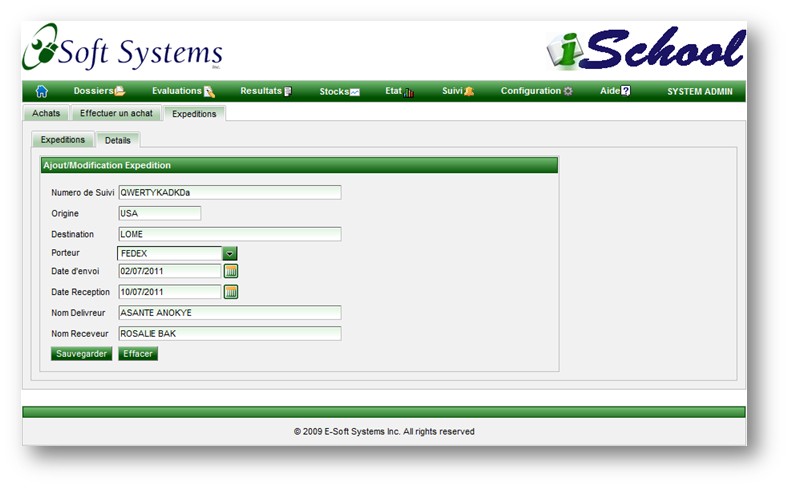 Soft Systems Inc.
iSchool
Dossiers Evaluations Resultats Stocks Etat Suivi Configuration Aide SYSTEM ADMIN
Achats Effectuer un achat Expeditions
Expeditions Details
Ajout/Modification Expedition
Numero de Suivi QWERTYKADKDa
Origine USA
Destination LOME
Porteur FEDEX
Date d'envoi 02/07/2011
Date Reception 10/07/2011
Nom Delivreur ASANTE ANOKYE
Nom Receveur ROSALIE BAK
Sauvegarder Effacer
© 2009 E-Soft Systems Inc. All rights reserved